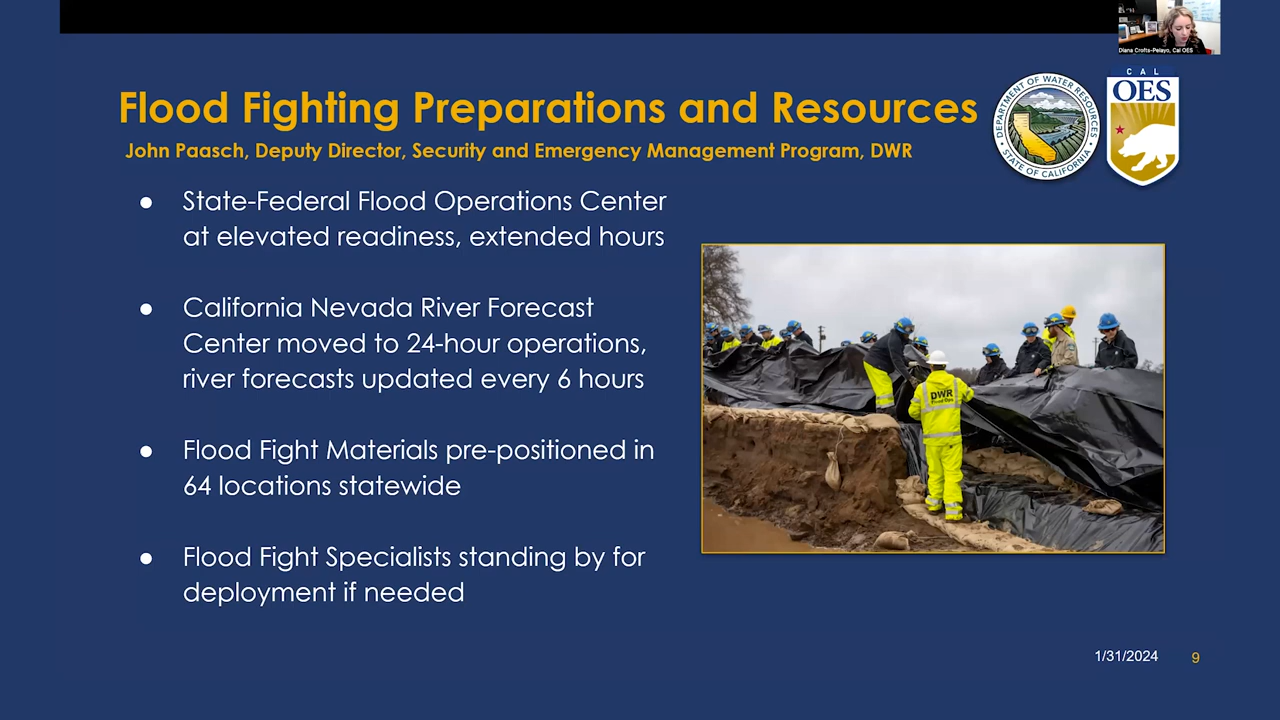 Diana Crofts-Pelayo, Cal OES
Flood Fighting Preparations and Resources
John Paasch, Deputy Director, Security and Emergency Management Program, DWR
DEPARTMENT OF WATER RESOURCES
STATE OF CALIFORNIA
CAL
OES
● State-Federal Flood Operations Center
at elevated readiness, extended hours
● California Nevada River Forecast
Center moved to 24-hour operations,
river forecasts updated every 6 hours
● Flood Fight Materials pre-positioned in
64 locations statewide
● Flood Fight Specialists standing by for
deployment if needed
DWR
Flood Ops
1/31/2024 9